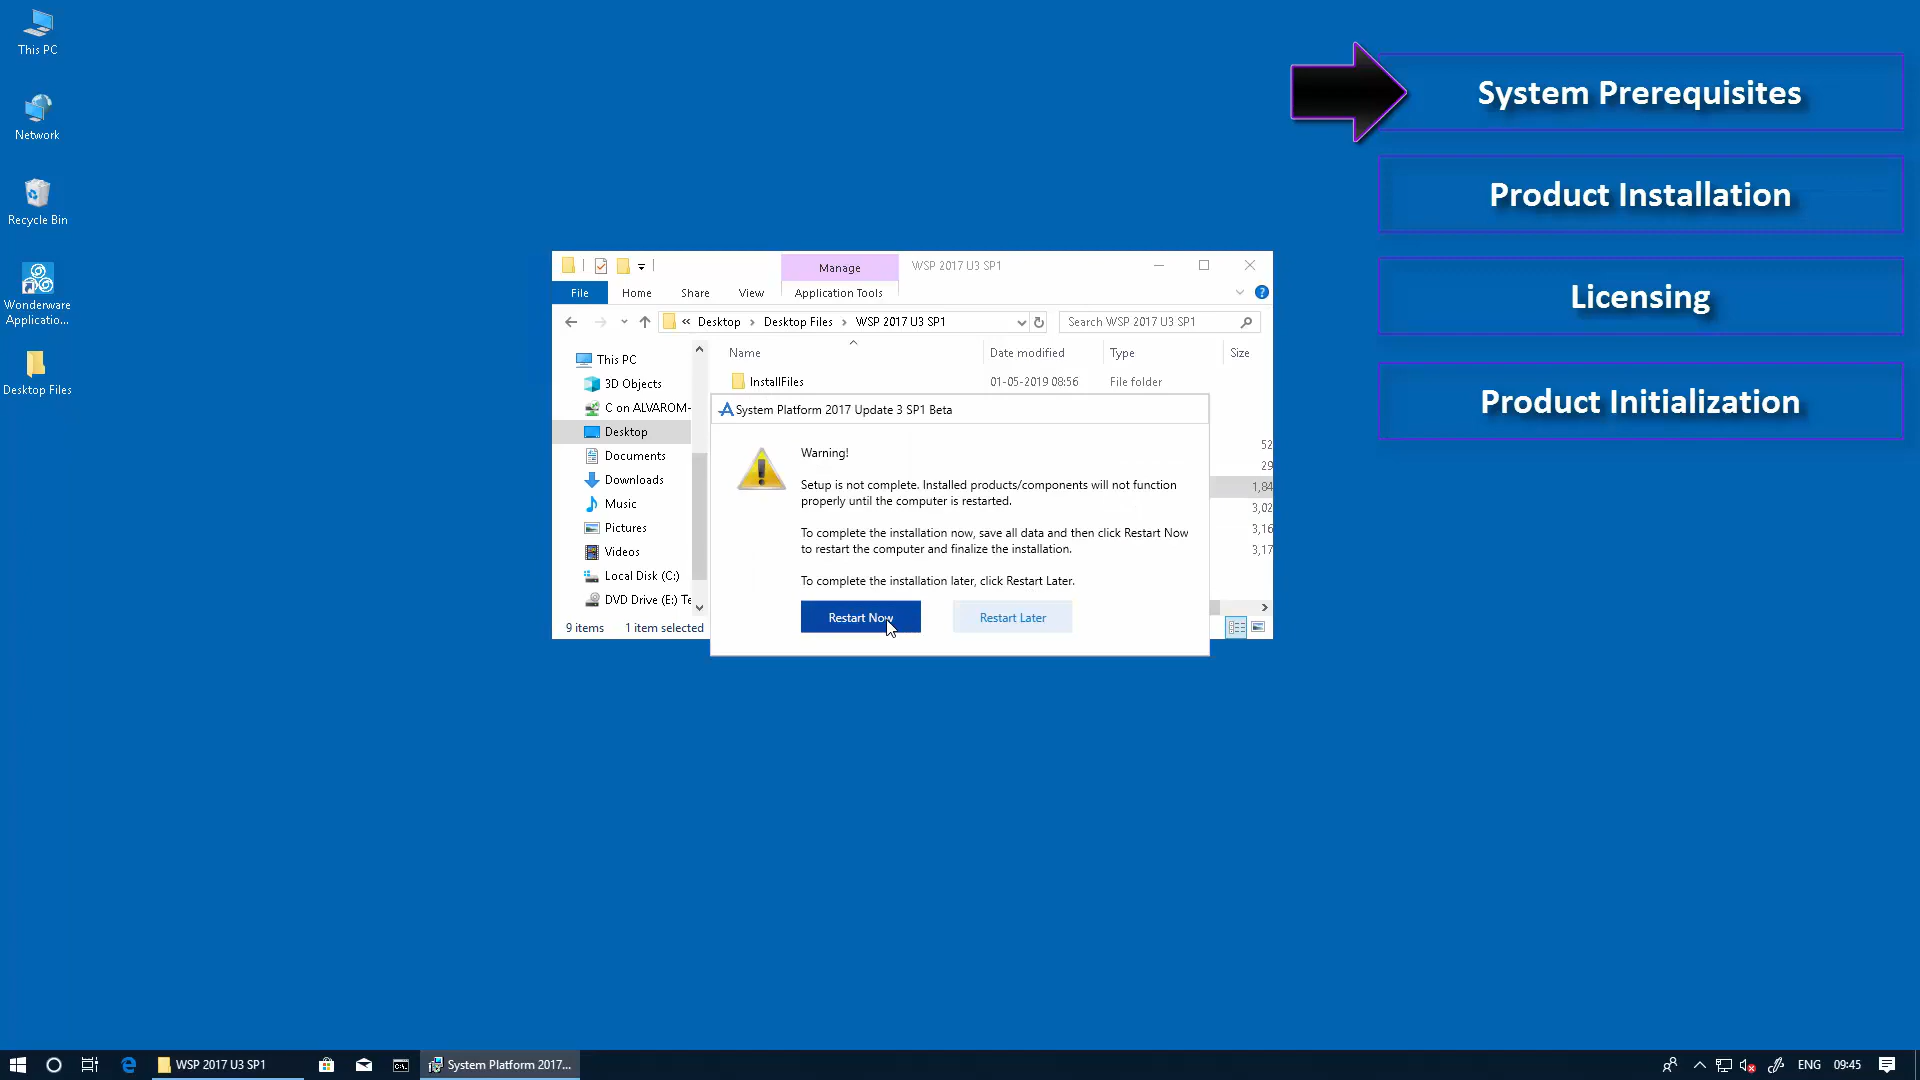 This PC
Network
Recycle Bin
Wonderware
Applicatio...
Desktop Files
System Prerequisites
Product Installation
Licensing
Product Initialization
Manage
WSP 2017 U3 SP1
File
Home
Share
View
Application Tools
« Desktop > Desktop Files > WSP 2017 U3 SP1
Search WSP 2017 U3 SP1
Name
Date modified
Type
Size
This PC
3D Objects
C on ALVAROM-
Desktop
Documents
Downloads
Music
Pictures
Videos
Local Disk (C:)
DVD Drive (E:) Te
InstallFiles
01-05-2019 08:56
File folder
52
29
1,84
3,02
3,16
3,17
9 items
1 item selected
System Platform 2017 Update 3 SP1 Beta
Warning!
Setup is not complete. Installed products/components will not function
properly until the computer is restarted.
To complete the installation now, save all data and then click Restart Now
to restart the computer and finalize the installation.
To complete the installation later, click Restart Later.
Restart Now
Restart Later
WSP 2017 U3 SP1
System Platform 2017...
ENG
09:45